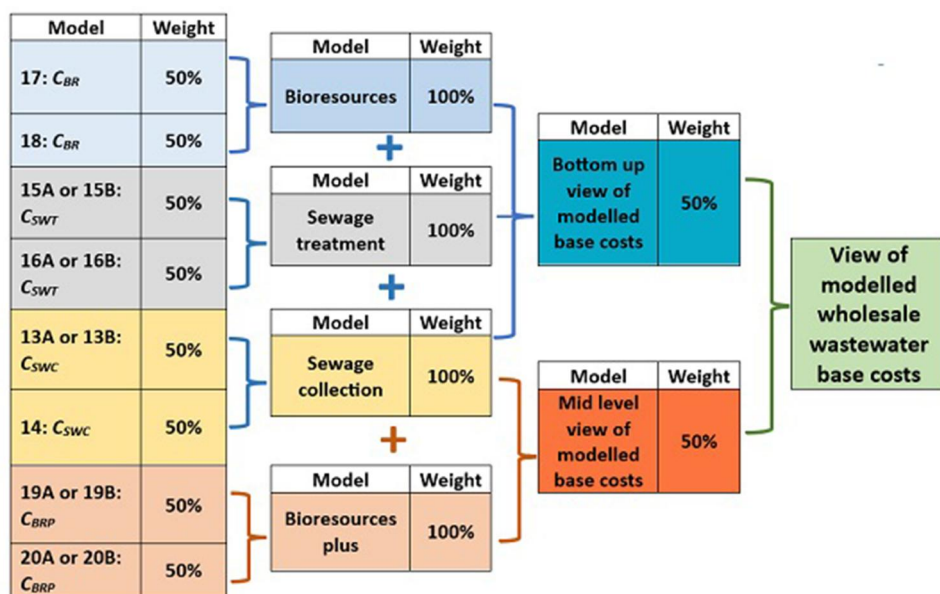 Model Weight
17: CBR 50%
18: CBR 50%
15A or 15B:
CSWT
50%
16A or 16B:
CSWT
50%
13A or 13B:
CSWC
50%
14: CSWC 50%
19A or 19B:
CBRP
50%
20A or 20B:
CBRP
50%
Model Weight
Bioresources 100%
+
Model Weight
Sewage
treatment
100%
+
Model Weight
Sewage
collection
100%
+
Model Weight
Bioresources
plus
100%
Model Weight
Bottom up
view of
modelled
base costs
50%
Model Weight
Mid level
view of
modelled
base costs
50%
View of
modelled
wholesale
wastewater
base costs